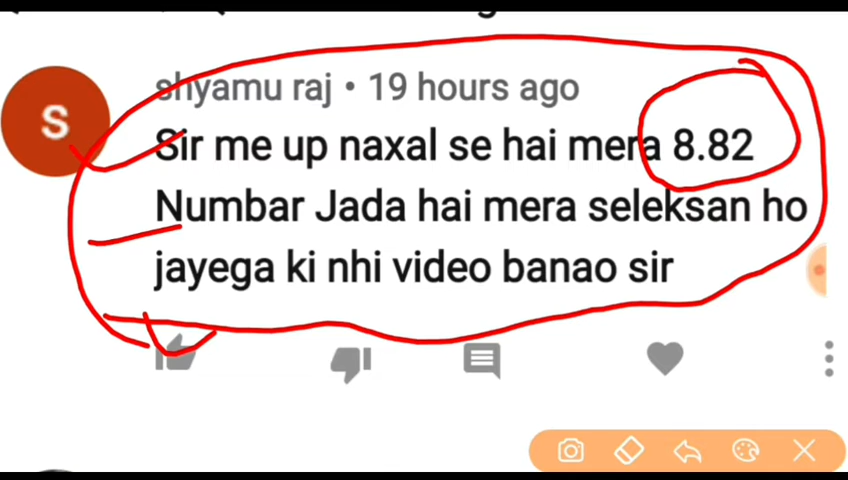 S
shyamu raj • 19 hours ago
Sir me up naxal se hai mera 8.82
Numbar Jada hai mera seleksan ho
jayega ki nhi video banao sir